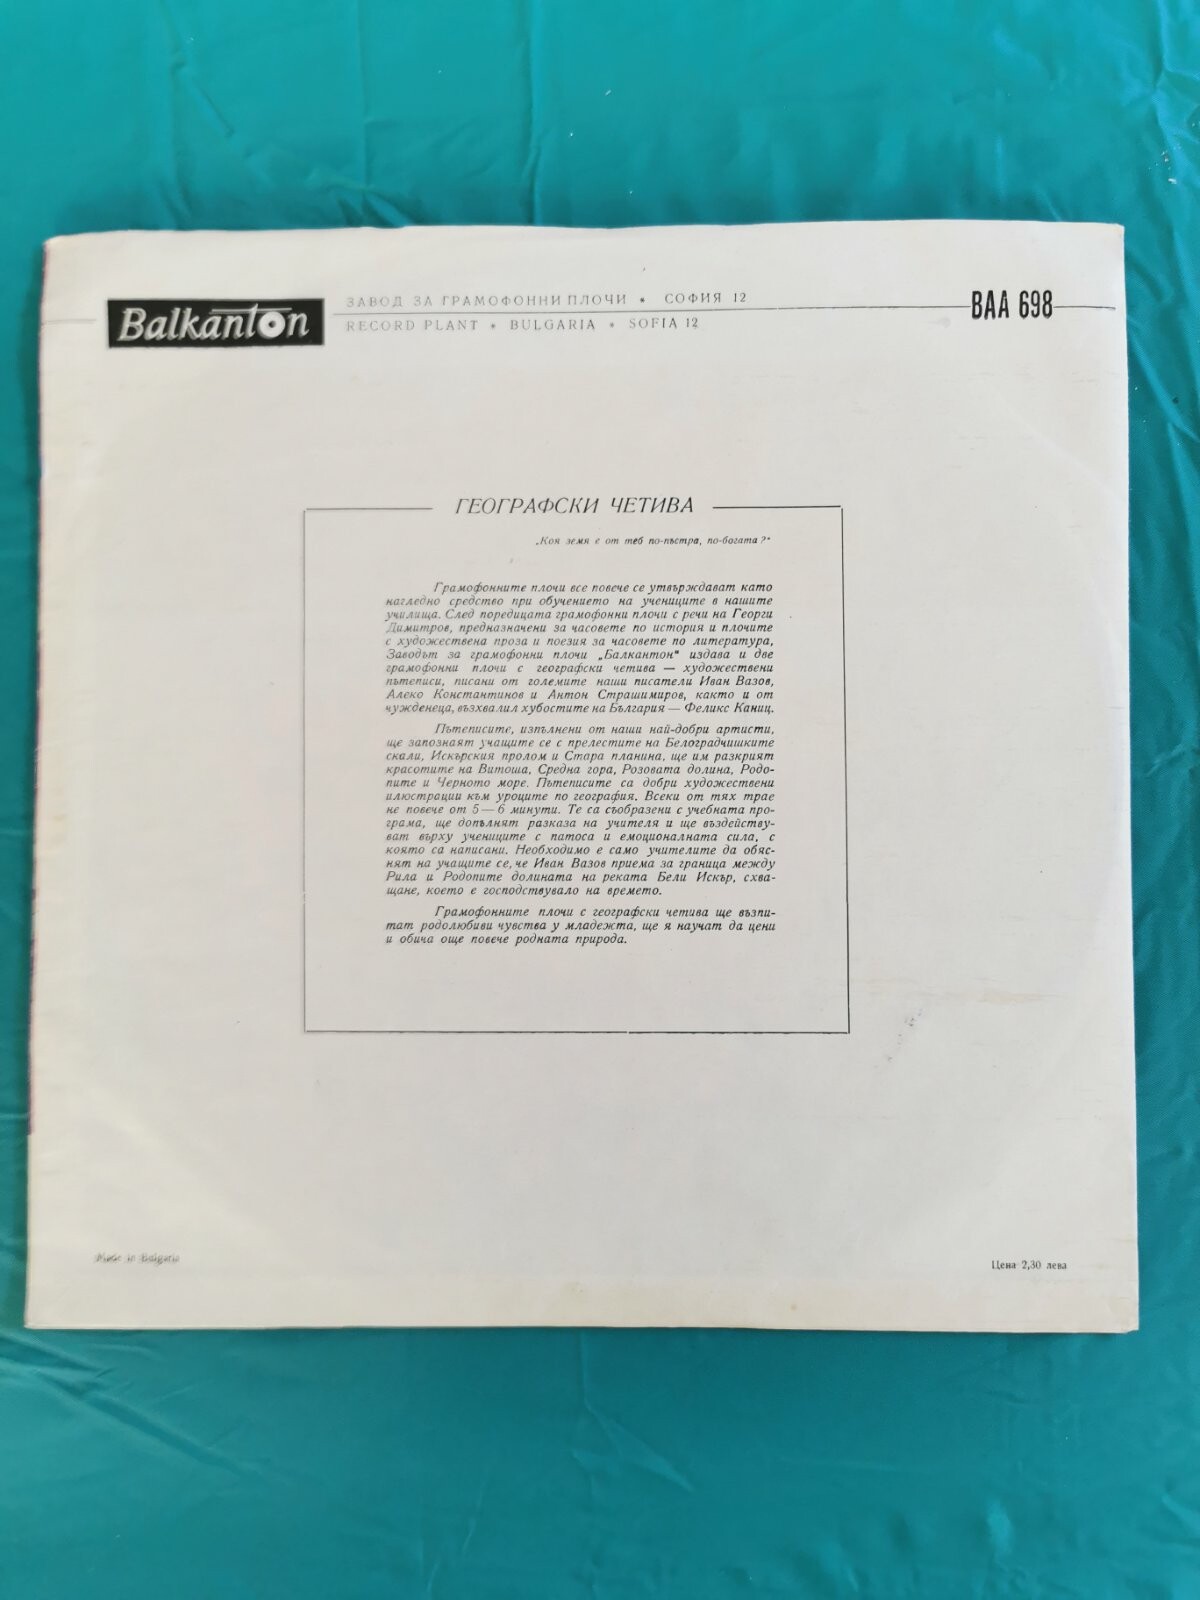 Balkanton
ЗАВОД ЗА ГРАМОФОННИ ПЛОЧИ * СОФИЯ 12
RECORD PLANT * BULGARIA * SOFIA 12
ВАА 698
ГЕОГРАФСКИ ЧЕТИВА
„Коя земя е от теб по-пъстра, по-богата?“
Грамофонните плочи все повече се утвърждават като
нагледно средство при обучението на учениците в нашите
училища. След поредицата грамофонни плочи с речи на Георги
Димитров, предназначени за часовете по история и плочите
с художествена проза и поезия за часовете по литература,
Заводът за грамофонни плочи „Балкантон“ издава и две
грамофонни плочи с географски четива — художествени
пътеписи, писани от големите наши писатели Иван Вазов,
Алеко Константинов и Антон Страшимиров, както и от
чужденеца, възхвалил хубостите на България — Феликс Каниц.
Пътеписите, изпълнени от наши най-добри артисти,
ще запознаят учащите се с прелестите на Белоградчишките
скали, Искърския пролом и Стара планина, ще им разкрият
красотите на Витоша, Средна гора, Розовата долина, Родо-
пите и Черното море. Пътеписите са добри художествени
илюстрации към уроците по география. Всеки от тях трае
не повече от 5—6 минути. Те са съобразени с учебната про-
грама, ще допълнят разказа на учителя и ще въздейству-
ват върху учениците с патоса и емоционалната сила, с
която са написани. Необходимо е само учителите да обяс-
нят на учащите се, че Иван Вазов приема за граница между
Рила и Родопите долината на реката Бели Искър, схва-
щане, което е господствувало на времето.
Грамофонните плочи с географски четива ще възпи-
тат родолюбиви чувства у младежта, ще я научат да цени
и обича още повече родната природа.
Made in Bulgaria
Цена 2,30 лева